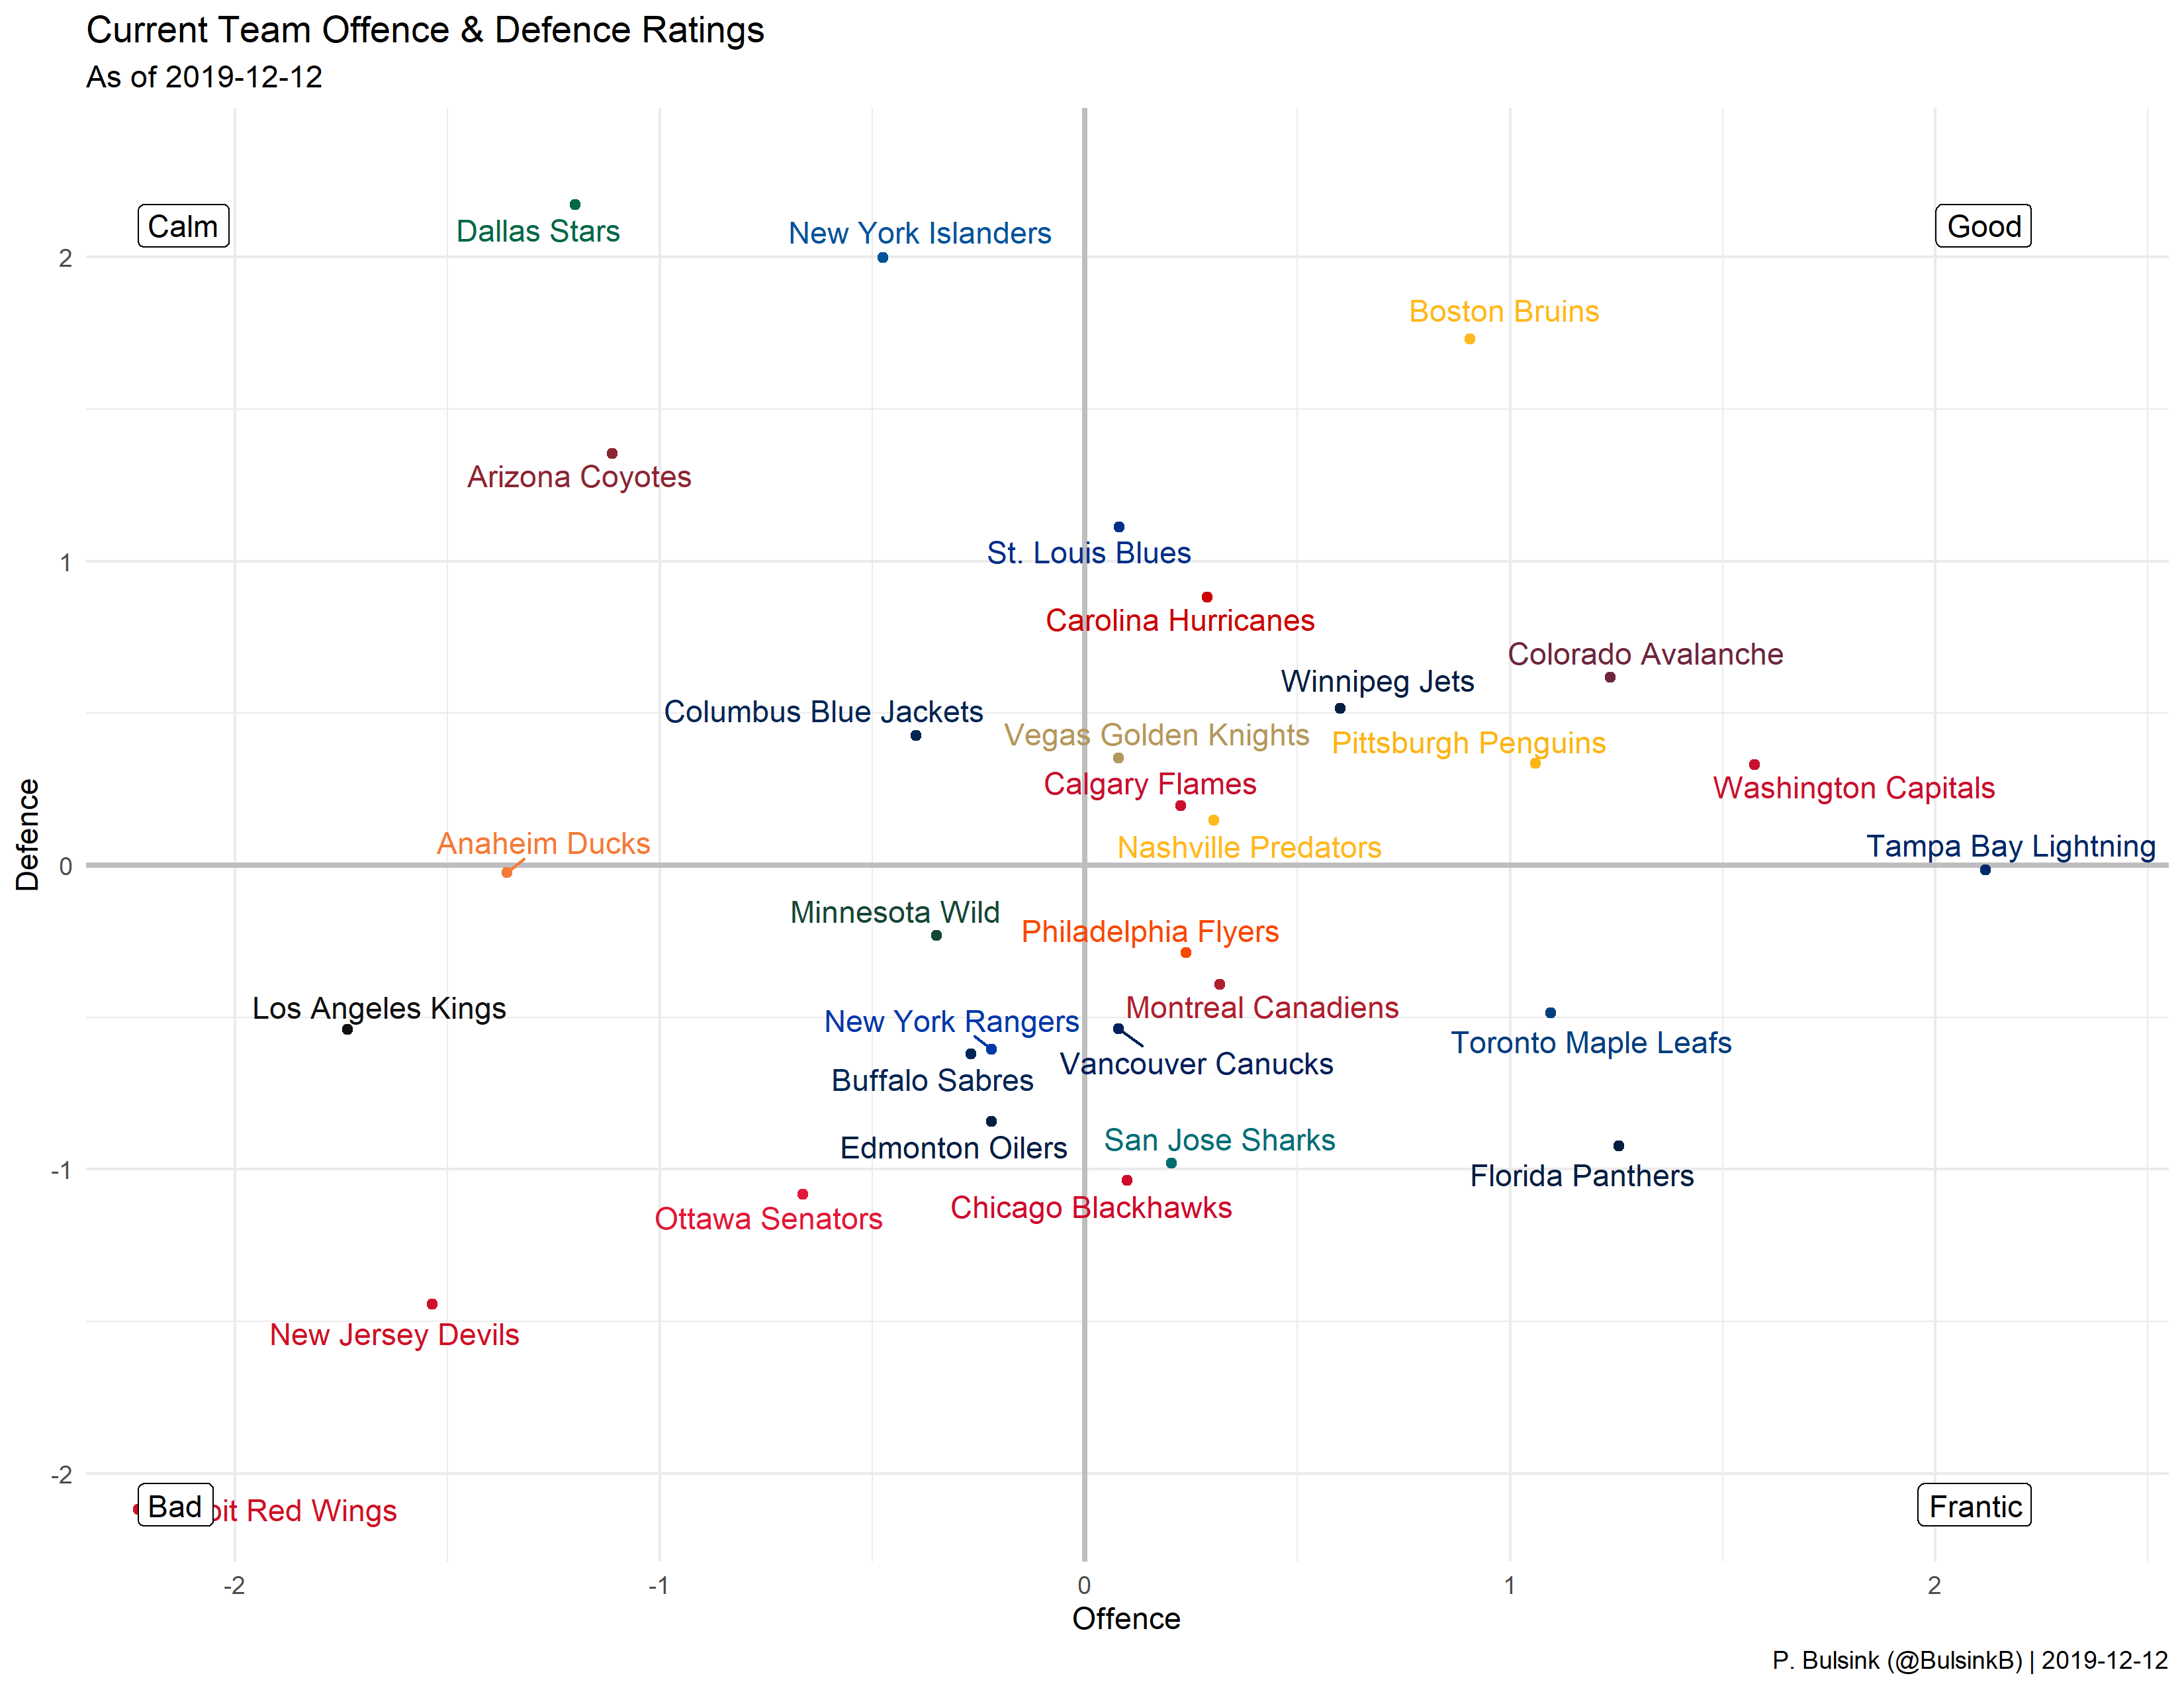 Current Team Offence & Defence Ratings
As of 2019-12-12
Calm
Dallas Stars
New York Islanders
Good
2
Boston Bruins
Arizona Coyotes
St. Louis Blues
1
Carolina Hurricanes
Colorado Avalanche
Winnipeg Jets
Columbus Blue Jackets
Vegas Golden Knights
Pittsburgh Penguins
Calgary Flames
Washington Capitals
Defence
Anaheim Ducks
Nashville Predators
Tampa Bay Lightning
0
Minnesota Wild
Philadelphia Flyers
Los Angeles Kings
Montreal Canadiens
New York Rangers
Toronto Maple Leafs
Vancouver Canucks
Buffalo Sabres
Edmonton Oilers
San Jose Sharks
-1
Florida Panthers
Chicago Blackhawks
Ottawa Senators
New Jersey Devils
-2
Bad
Red Wings
Frantic
-2 -1 0 1 2
Offence
P. Bulsink (@BulsinkB) | 2019-12-12